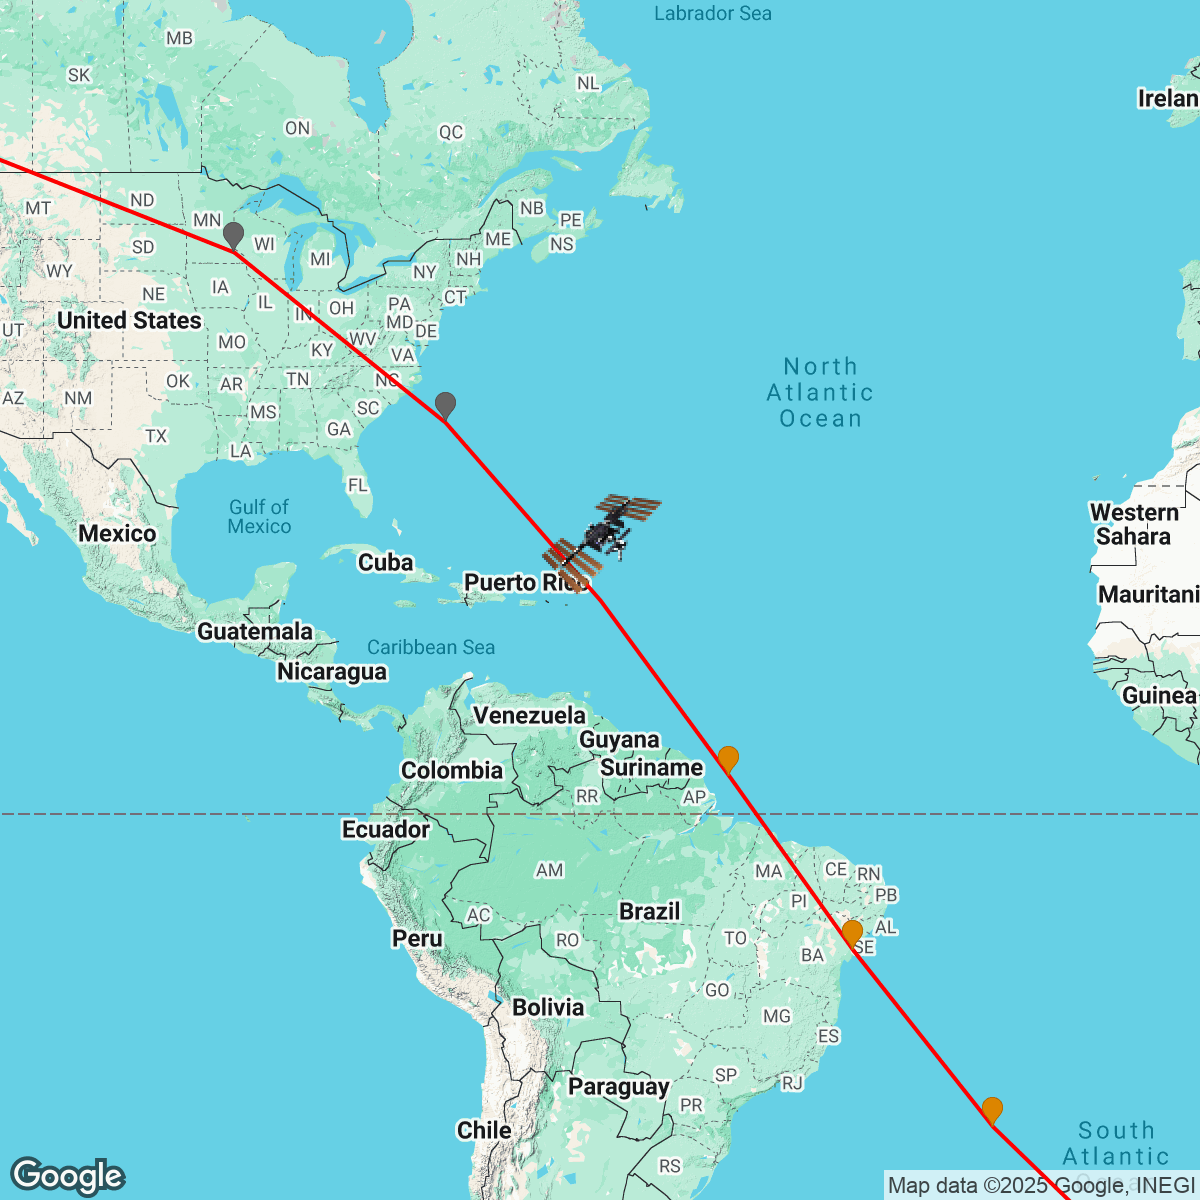 Labrador Sea
MB
SK
NL
Irelan
ON
QC
ND
MT
MN
NB
PE
SD
WI
MI
ME
NS
WY
NY
NH
NE
IA
IL
IN
OH
PA
CT
United States
UT
MO
KY
WV
MD
DE
VA
North
Atlantic
Ocean
AZ
NM
OK
AR
TN
NC
SC
MS
TX
GA
LA
FL
Gulf of
Mexico
Mexico
Western
Sahara
Cuba
Puerto Rico
Mauritani
Guatemala
Caribbean Sea
Nicaragua
Guinea
Venezuela
Guyana
Suriname
Colombia
RR
AP
Ecuador
AM
MA
CE
RN
PB
PI
AC
Brazil
AL
Peru
RO
TO
BA
SE
GO
Bolivia
MG
ES
SP
RJ
Paraguay
PR
Chile
South
Atlantic
RS
Google
Map data ©2025 Google, INEGI